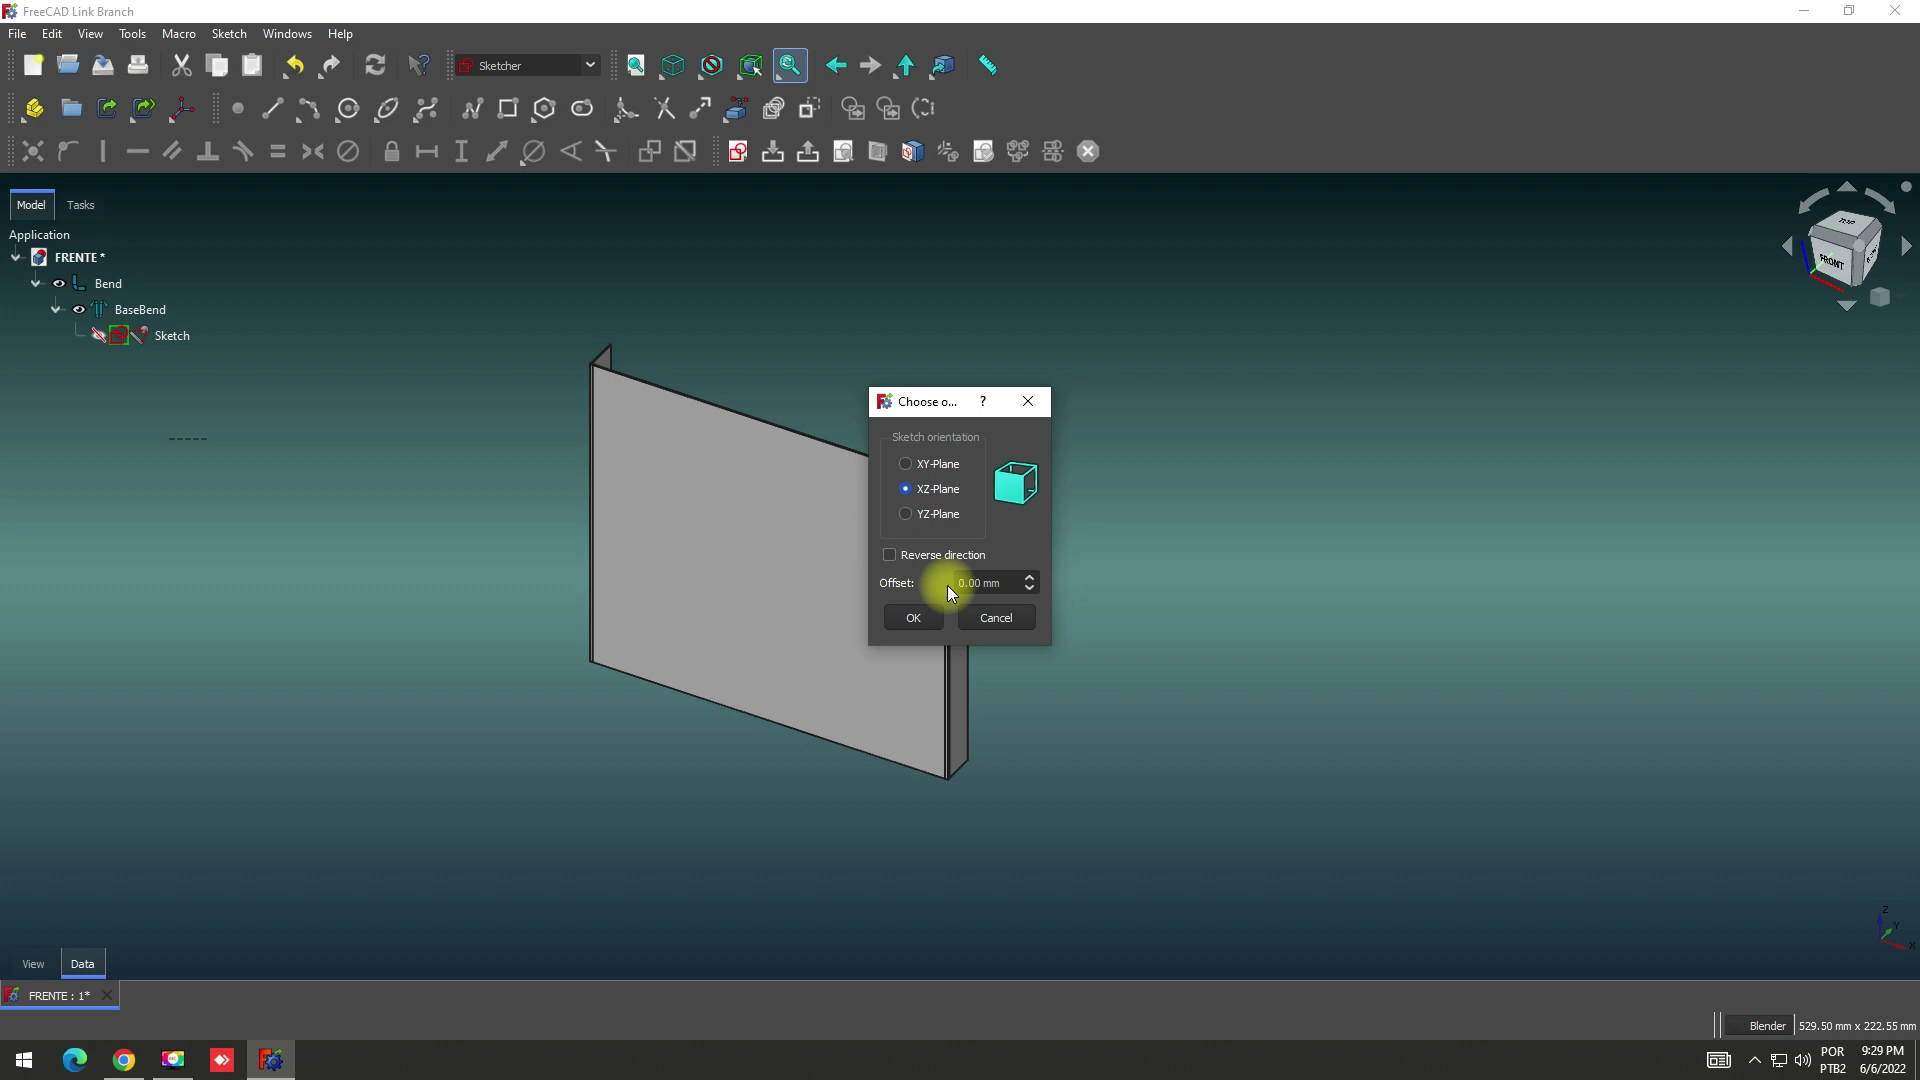 FreeCAD Link Branch
File Edit View Tools Macro Sketch Windows Help
Sketcher
Model Tasks
Application
FRENTE *
Bend
BaseBend
Sketch
TOP
FRONT
Choose o... ?
Sketch orientation
XY-Plane
XZ-Plane
YZ-Plane
Reverse direction
Offset: 0.00 mm
OK Cancel
Z
Y
X
View Data
FRENTE : 1*
Blender 529.50 mm x 222.55 mm
POR 9:29 PM
PTB2 6/6/2022